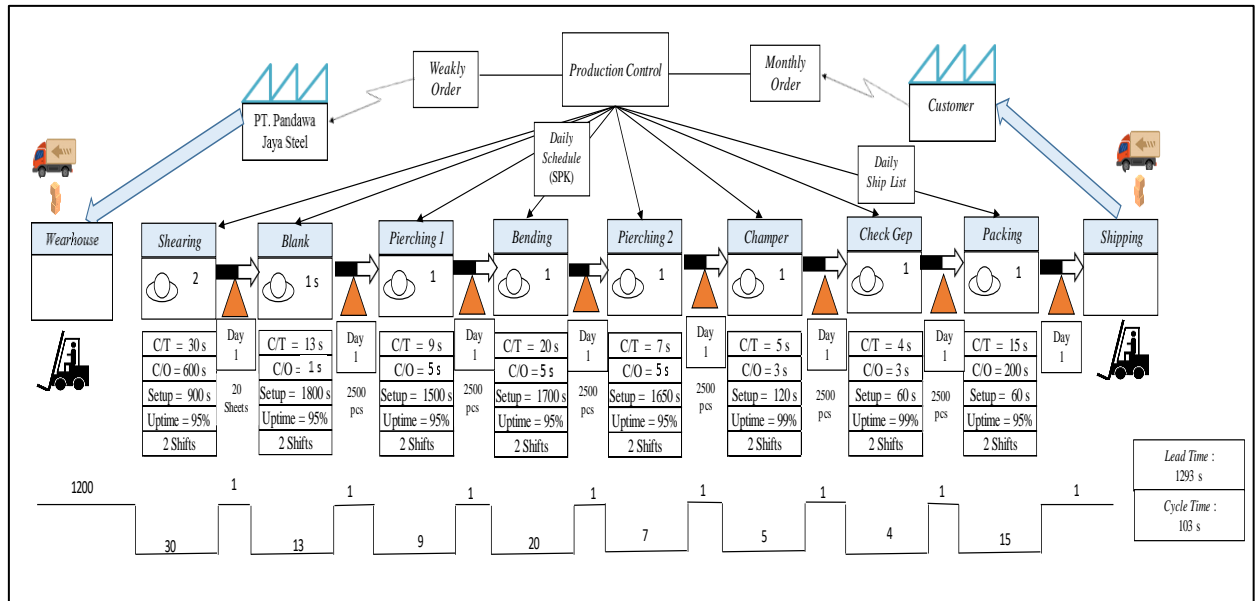 Weakly
Order
Production Control
Monthly
Order
PT. Pandawa
Jaya Steel
Customer
Daily
Schedule
(SPK)
Daily
Ship List
Wearhouse
Shearing
2
C/T = 30 s
C/O = 600 s
Setup = 900 s
Uptime = 95%
2 Shifts
Day
1
20
Sheets
Blank
1 s
C/T = 13 s
C/O = 1 s
Setup = 1800 s
Uptime = 95%
2 Shifts
Day
1
2500
pcs
Pierching 1
1
C/T = 9 s
C/O = 5 s
Setup = 1500 s
Uptime = 95%
2 Shifts
Day
1
2500
pcs
Bending
1
C/T = 20 s
C/O = 5 s
Setup = 1700 s
Uptime = 95%
2 Shifts
Day
1
2500
pcs
Pierching 2
1
C/T = 7 s
C/O = 5 s
Setup = 1650 s
Uptime = 95%
2 Shifts
Day
1
2500
pcs
Champer
1
C/T = 5 s
C/O = 3 s
Setup = 120 s
Uptime = 99%
2 Shifts
Day
1
2500
pcs
Check Gep
1
C/T = 4 s
C/O = 3 s
Setup = 60 s
Uptime = 99%
2 Shifts
Day
1
2500
pcs
Packing
1
C/T = 15 s
C/O = 200 s
Setup = 60 s
Uptime = 95%
2 Shifts
Day
1
Shipping
Lead Time :
1293 s
Cycle Time :
103 s
1200
1
1
1
1
1
1
1
1
30
13
9
20
7
5
4
15